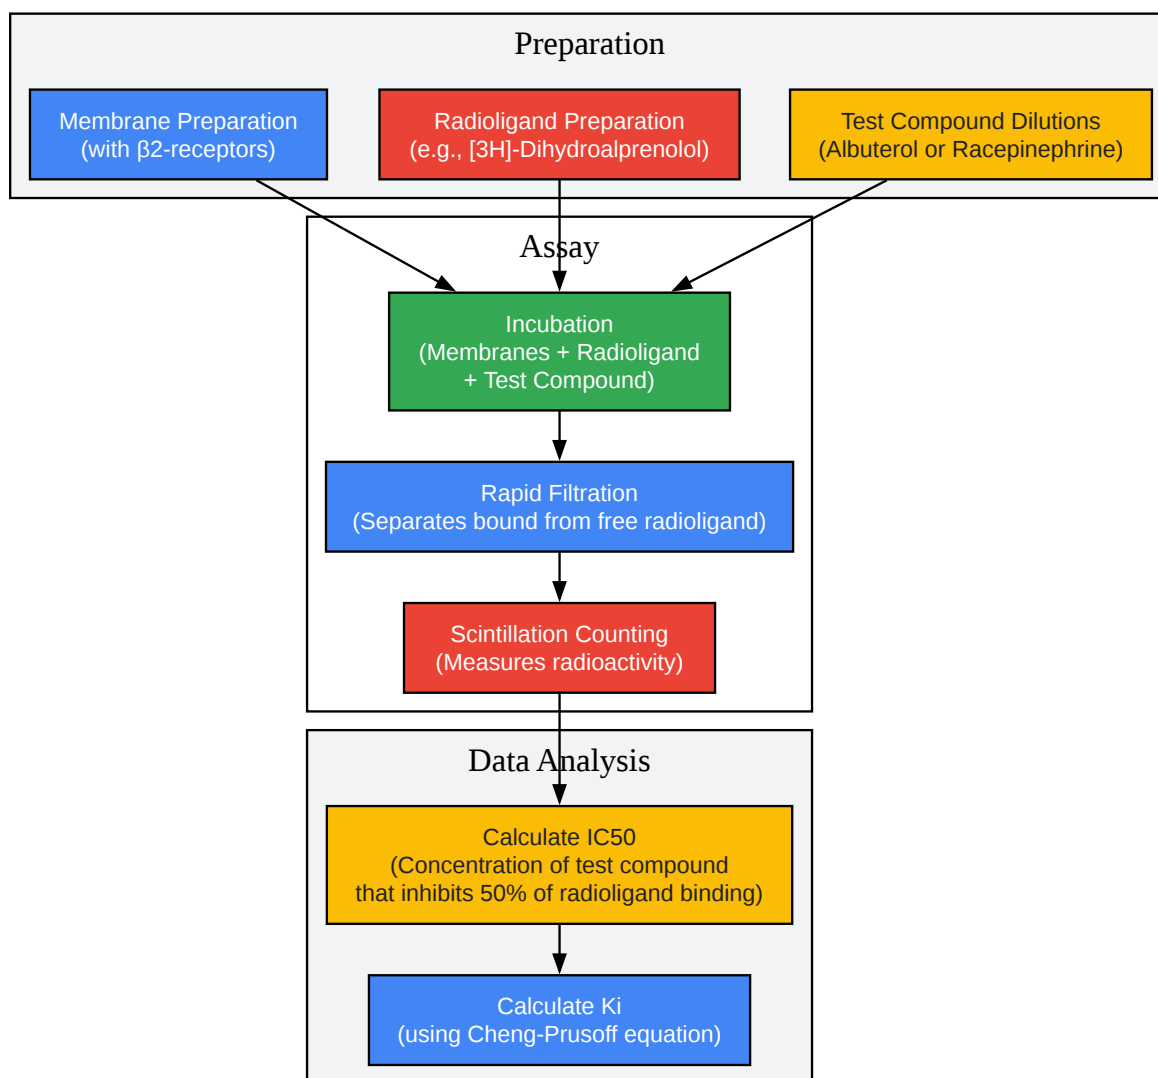 Preparation
Membrane Preparation
(with β2-receptors)
Radioligand Preparation
(e.g., [3H]-Dihydroalprenolol)
Test Compound Dilutions
(Albuterol or Racepinephrine)
Assay
Incubation
(Membranes + Radioligand
+ Test Compound)
Rapid Filtration
(Separates bound from free radioligand)
Scintillation Counting
(Measures radioactivity)
Data Analysis
Calculate IC50
(Concentration of test compound
that inhibits 50% of radioligand binding)
Calculate Ki
(using Cheng-Prusoff equation)